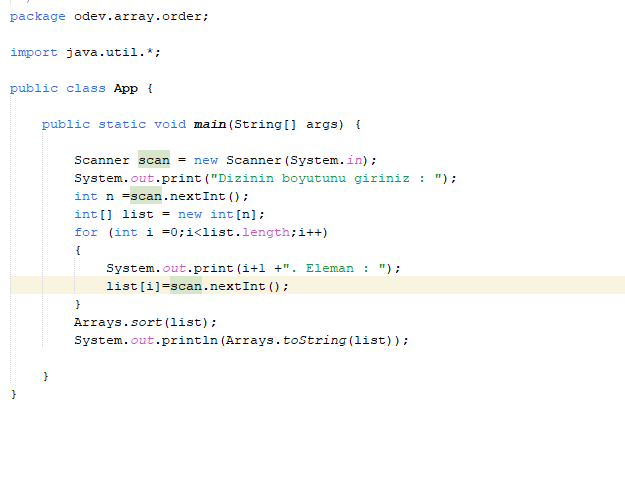 package odev.array.order;
import java.util.*;
public class App {
public static void main(String[] args) {
Scanner scan = new Scanner(System.in);
System.out.print("Dizinin boyutunu giriniz : ");
int n =scan.nextInt();
int[] list = new int[n];
for (int i =0;i<list.length;i++)
{
System.out.print(i+1 +". Eleman : ");
list[i]=scan.nextInt();
}
Arrays.sort(list);
System.out.println(Arrays.toString(list));
}
}